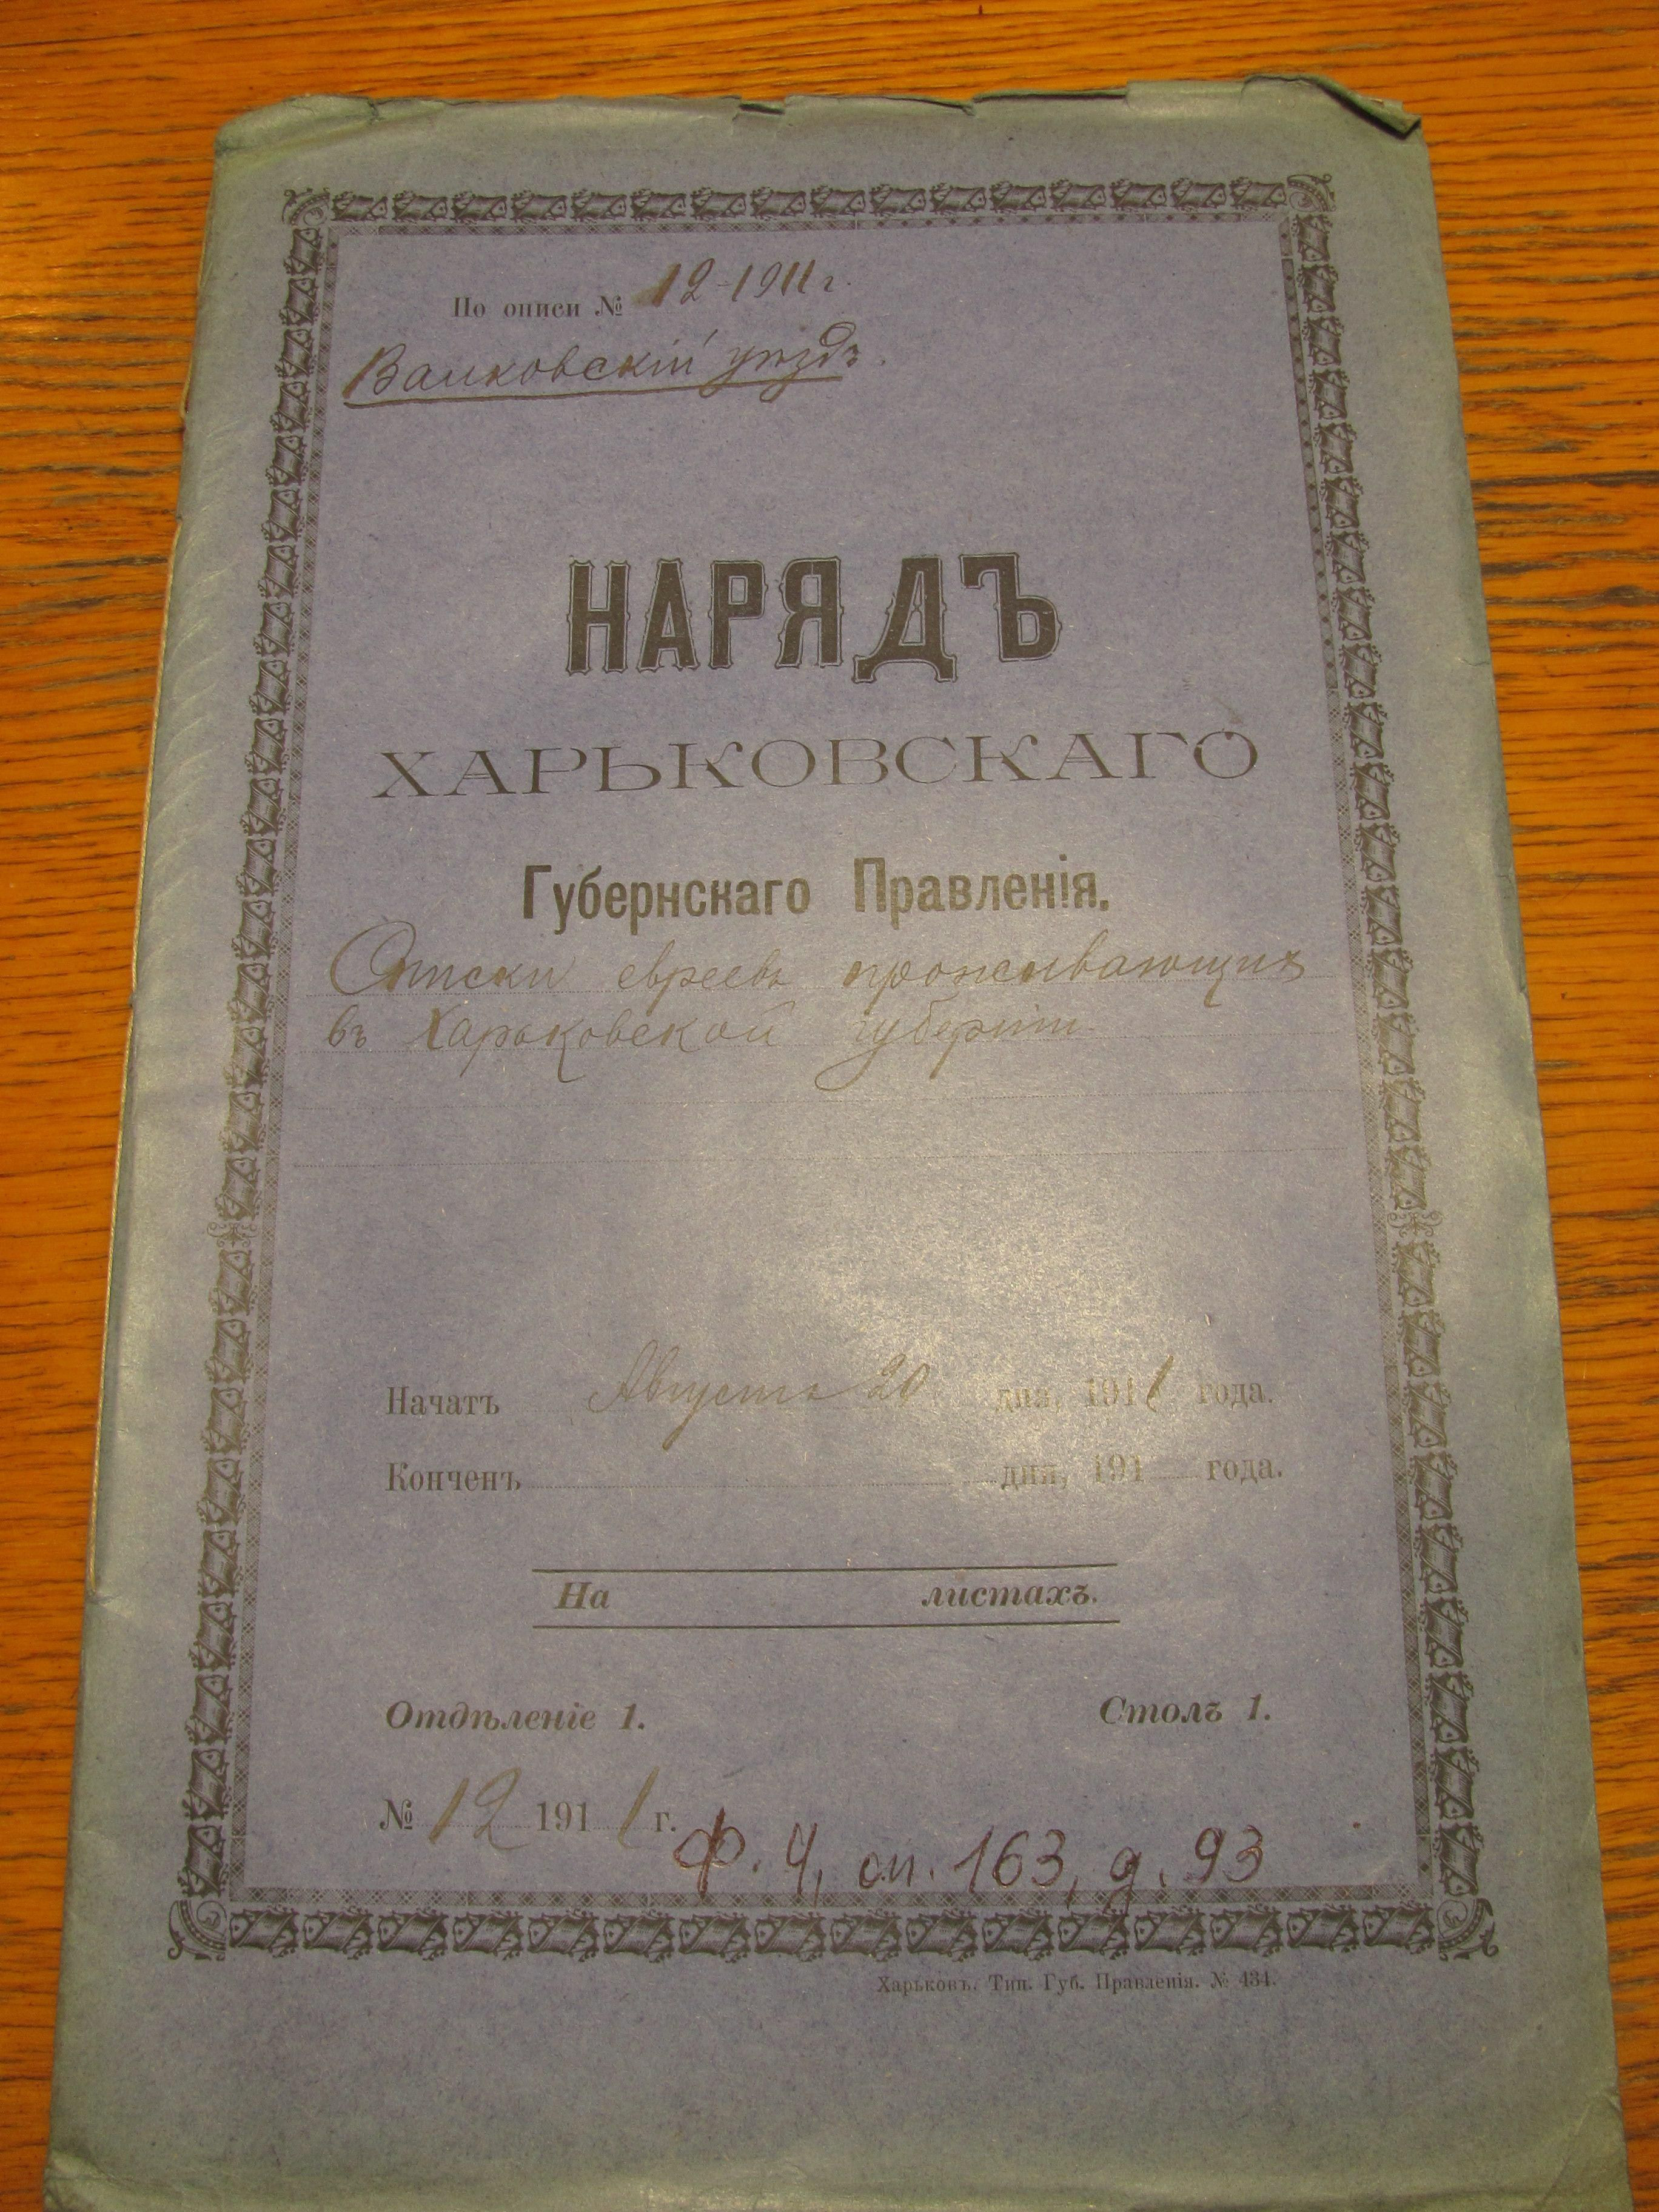 По описи № 12-1911 г.
Валковскій уѣздъ.
НАРЯДЪ
ХАРЬКОВСКАГО
Губернскаго Правленія.
Списки евреевъ проживающихъ
въ Харьковской губерніи.
Начатъ Августа 20 дня, 1911 года.
Конченъ дня, 191 года.
На листахъ.
Отдѣленіе 1. Столъ 1.
№ 12 1911 г.
Ф. 4, оп. 163, д. 93
Харьковъ. Тип. Губ. Правленія. № 434.